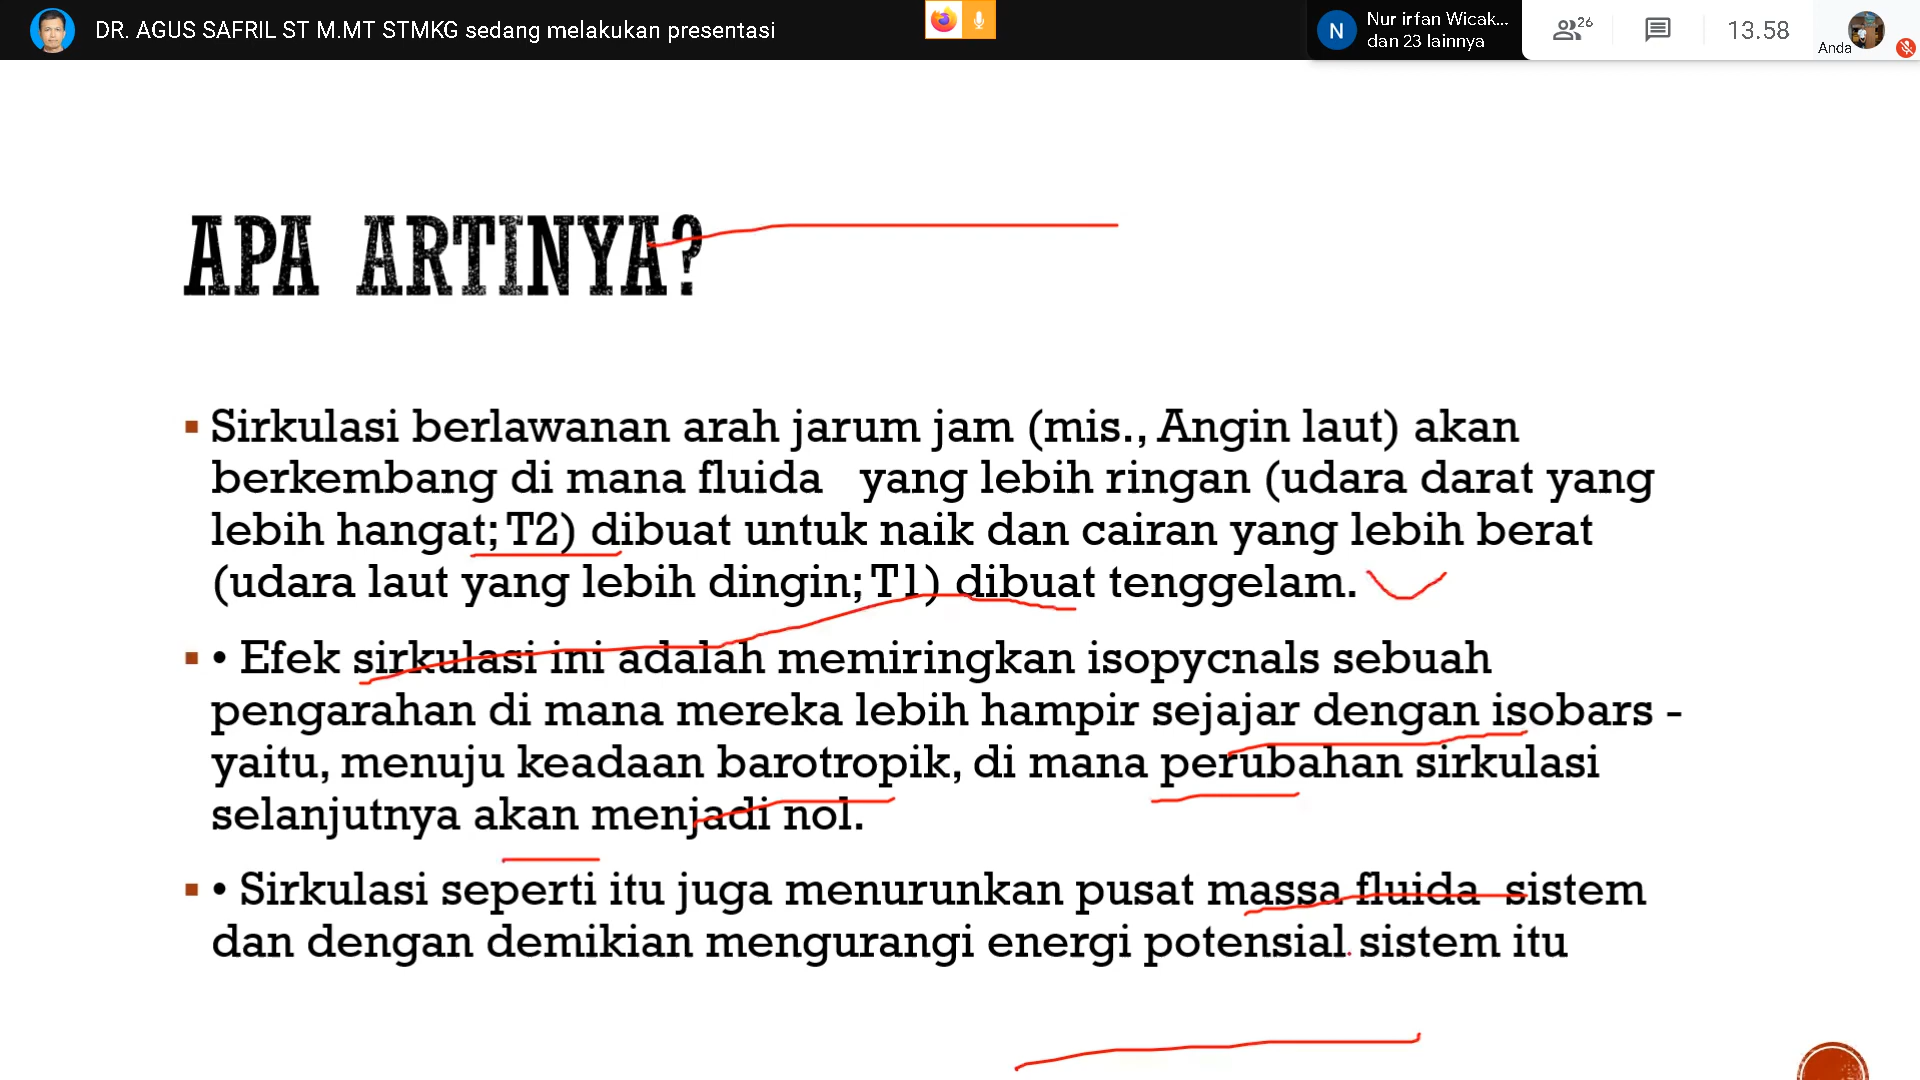 DR. AGUS SAFRIL ST M.MT STMKG sedang melakukan presentasi
N
Nur irfan Wicak...
dan 23 lainnya
26
13.58
Anda
APA ARTINYA?
Sirkulasi berlawanan arah jarum jam (mis., Angin laut) akan
berkembang di mana fluida yang lebih ringan (udara darat yang
lebih hangat; T2) dibuat untuk naik dan cairan yang lebih berat
(udara laut yang lebih dingin; T1) dibuat tenggelam.
• Efek sirkulasi ini adalah memiringkan isopycnals sebuah
pengarahan di mana mereka lebih hampir sejajar dengan isobars -
yaitu, menuju keadaan barotropik, di mana perubahan sirkulasi
selanjutnya akan menjadi nol.
• Sirkulasi seperti itu juga menurunkan pusat massa fluida sistem
dan dengan demikian mengurangi energi potensial sistem itu